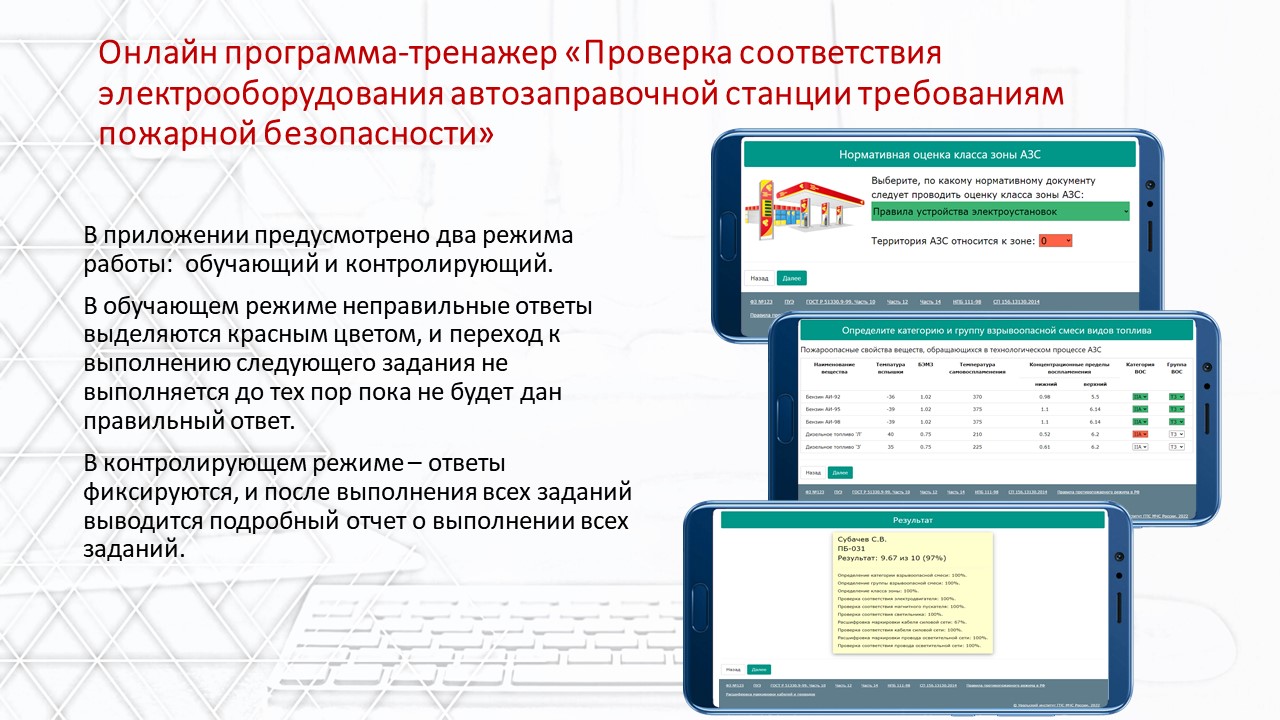 Онлайн программа-тренажер «Проверка соответствия
электрооборудования автозаправочной станции требованиям
пожарной безопасности»
В приложении предусмотрено два режима
работы: обучающий и контролирующий.
В обучающем режиме неправильные ответы
выделяются красным цветом, и переход к
выполнению следующего задания не
выполняется до тех пор пока не будет дан
правильный ответ.
В контролирующем режиме – ответы
фиксируются, и после выполнения всех заданий
выводится подробный отчет о выполнении всех
заданий.
Нормативная оценка класса зоны АЗС
Выберите, по какому нормативному документу
следует проводить оценку класса зоны АЗС:
Правила устройства электроустановок
Территория АЗС относится к зоне: 0
Назад Далее
ФЗ №123 ПУЭ ГОСТ Р 51330.9-99. Часть 10 Часть 12 Часть 14 НПБ 111-98 СП 156.13130.2014
Определите категорию и группу взрывоопасной смеси видов топлива
Пожароопасные свойства веществ, обращающихся в технологическом процессе АЗС
Наименование вещества Темпатура вспышки БЭМЗ Температура самовоспламенения Концентрационные пределы воспламенения Категория ВОС Группа ВОС
нижний верхний
Бензин АИ-92 -36 1.02 370 0.98 5.5 IIA T3
Бензин АИ-95 -39 1.02 375 1.1 6.14 IIA T3
Бензин АИ-98 -39 1.02 375 1.1 6.14 IIA T3
Дизельное топливо "Л" 40 0.75 210 0.52 6.2 IIA T3
Дизельное топливо "З" 35 0.75 225 0.61 6.2 IIA T3
Назад Далее
ФЗ №123 ПУЭ ГОСТ Р 51330.9-99. Часть 10 Часть 12 Часть 14 НПБ 111-98 СП 156.13130.2014 Правила противопожарного режима в РФ
Результат
Субачев С.В.
ПБ-031
Результат: 9.67 из 10 (97%)
Определение категории взрывоопасной смеси: 100%.
Определение группы взрывоопасной смеси: 100%.
Определение класса зоны: 100%.
Проверка соответствия электродвигателя: 100%.
Проверка соответствия магнитного пускателя: 100%.
Проверка соответствия светильника: 100%.
Расшифровка маркировки кабеля силовой сети: 67%.
Проверка соответствия кабеля силовой сети: 100%.
Расшифровка маркировки провода осветительной сети: 100%.
Проверка соответствия провода осветительной сети: 100%.
Назад Далее
ФЗ №123 ПУЭ ГОСТ Р 51330.9-99. Часть 10 Часть 12 Часть 14 НПБ 111-98 СП 156.13130.2014 Правила противопожарного режима в РФ
© Уральский институт ГПС МЧС России, 2022